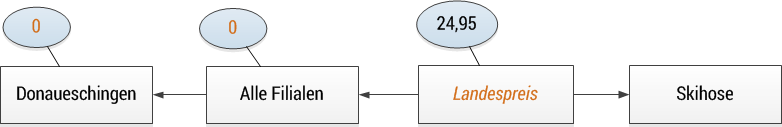 0
0
24,95
Donaueschingen
Alle Filialen
Landespreis
Skihose